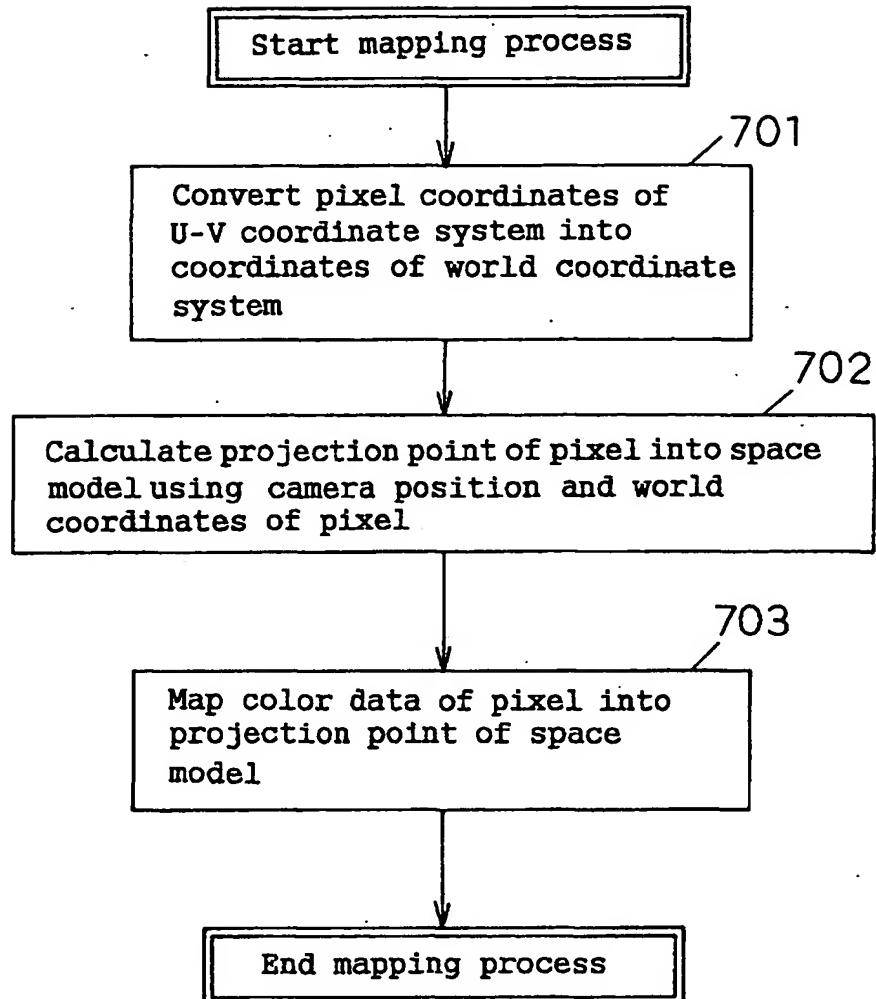 Start mapping process
701
Convert pixel coordinates of
U-V coordinate system into
coordinates of world coordinate
system
702
Calculate projection point of pixel into space
model using camera position and world
coordinates of pixel
703
Map color data of pixel into
projection point of space
model
End mapping process